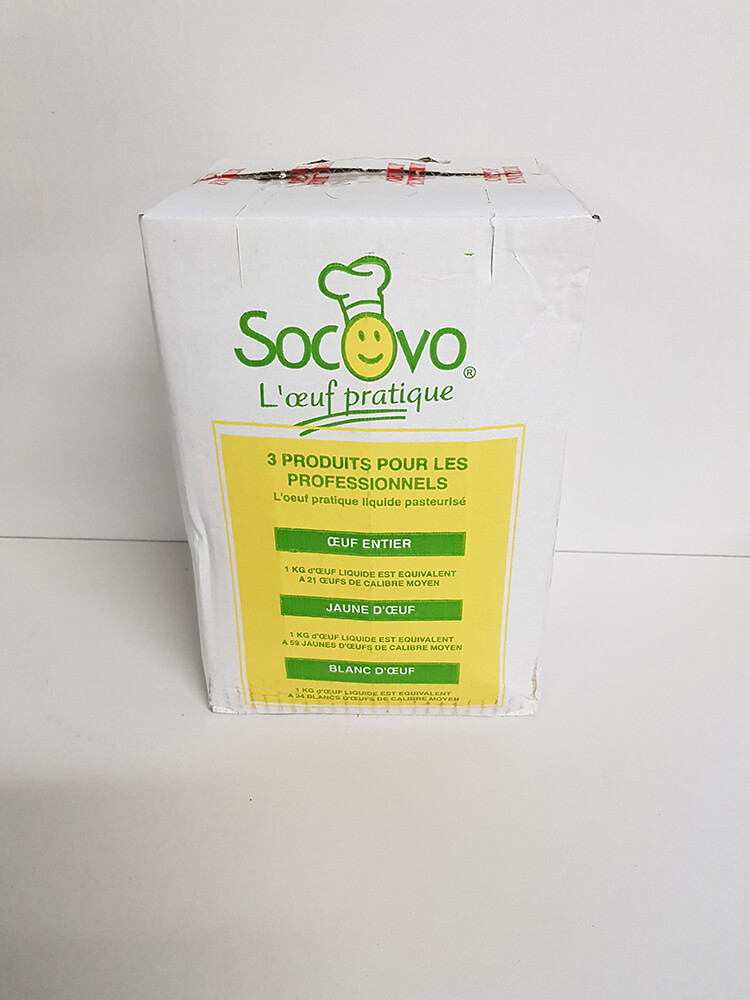 SOCOVO ®
L'œuf pratique
3 PRODUITS POUR LES
PROFESSIONNELS
L'oeuf pratique liquide pasteurisé
ŒUF ENTIER
1 KG d'ŒUF LIQUIDE EST EQUIVALENT
A 21 ŒUFS DE CALIBRE MOYEN
JAUNE D'ŒUF
1 KG d'ŒUF LIQUIDE EST EQUIVALENT
A 59 JAUNES D'ŒUFS DE CALIBRE MOYEN
BLANC D'ŒUF
1 KG d'ŒUF LIQUIDE EST EQUIVALENT
A 34 BLANCS D'ŒUFS DE CALIBRE MOYEN